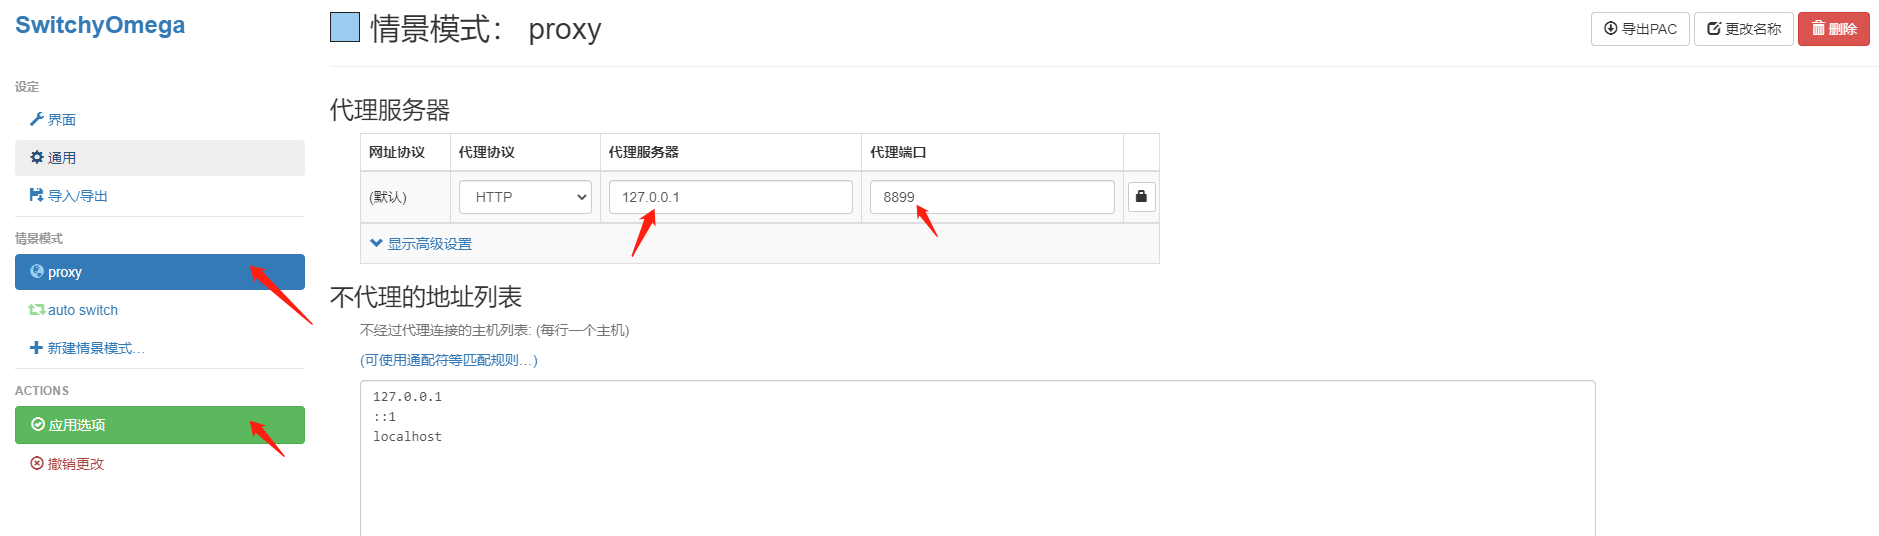 SwitchyOmega
设定
界面
通用
导入/导出
情景模式
proxy
auto switch
新建情景模式...
ACTIONS
应用选项
撤销更改
情景模式： proxy
导出PAC
更改名称
删除
代理服务器
网址协议 代理协议 代理服务器 代理端口
(默认) HTTP 127.0.0.1 8899
显示高级设置
不代理的地址列表
不经过代理连接的主机列表: (每行一个主机)
(可使用通配符等匹配规则...)
127.0.0.1
::1
localhost